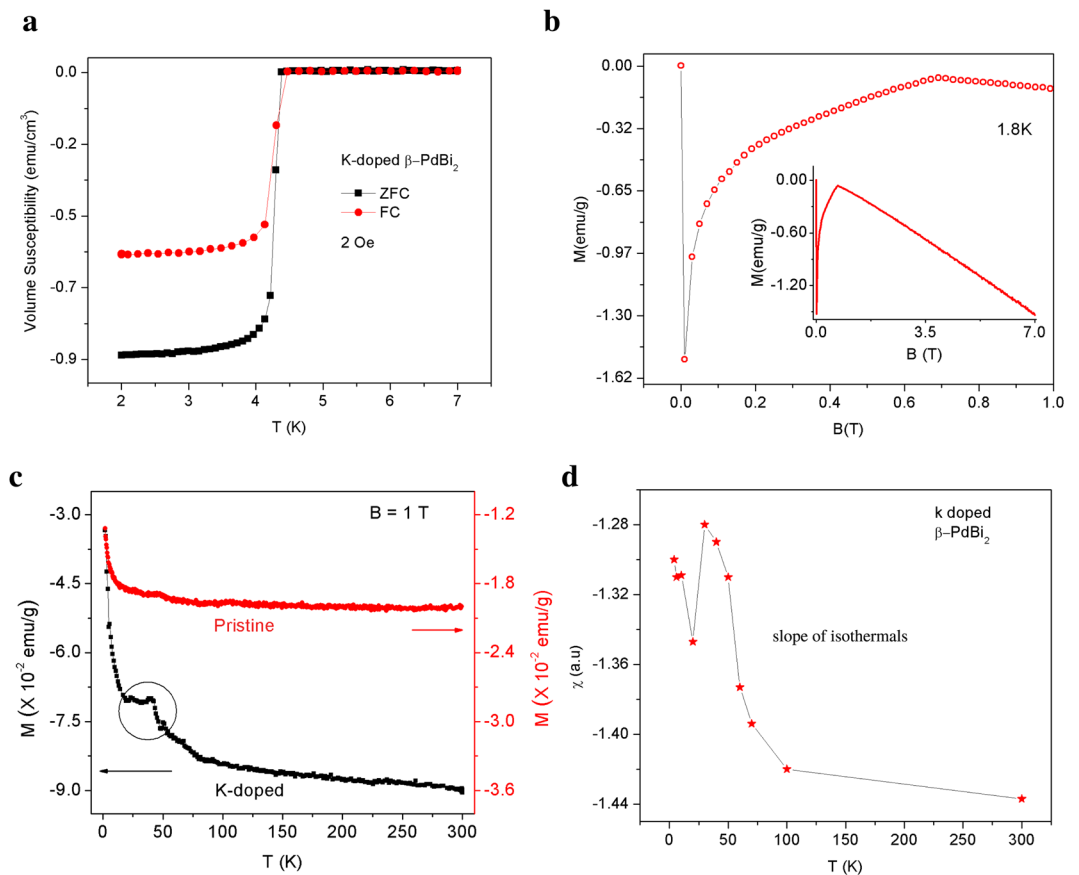 a
0.0
-0.2
-0.5
-0.7
-0.9
Volume Susceptibility (emu/cm³)
K-doped β−PdBi₂
ZFC
FC
2 Oe
2
3
4
5
6
7
T (K)
b
0.00
-0.32
-0.65
-0.97
-1.30
-1.62
M(emu/g)
1.8K
0.0
0.2
0.4
0.6
0.8
1.0
B(T)
0.00
-0.60
-1.20
M(emu/g)
0.0
3.5
7.0
B (T)
c
-3.0
-4.5
-6.0
-7.5
-9.0
M (X 10⁻² emu/g)
B = 1 T
Pristine
K-doped
-1.2
-1.8
-2.4
-3.0
-3.6
M (X 10⁻² emu/g)
0
50
100
150
200
250
300
T (K)
d
-1.28
-1.32
-1.36
-1.40
-1.44
χ (a.u)
k doped
β−PdBi₂
slope of isothermals
0
50
100
150
200
250
300
T (K)